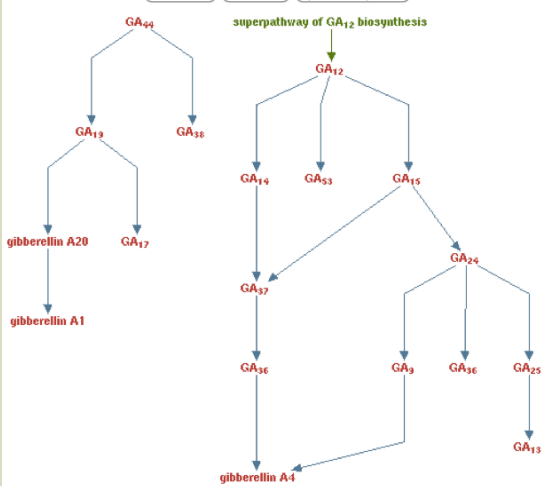 GA44 superpathway of GA12 biosynthesis
GA12
GA19 GA38
GA14 GA53 GA15
gibberellin A20 GA17
GA24
GA37
gibberellin A1
GA36 GA9 GA36 GA25
GA13
gibberellin A4